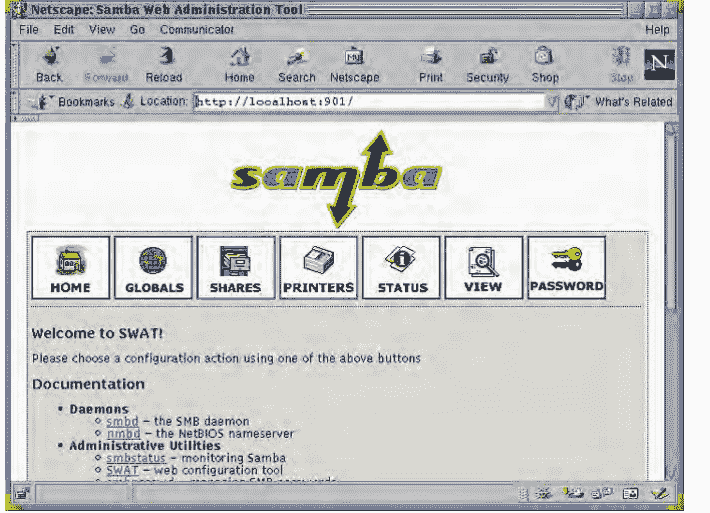 Netscape: Samba Web Administration Tool
File Edit View Go Communicator Help
Back Forward Reload Home Search Netscape Print Security Shop Stop
My
N
Bookmarks Location: http://localhost:901/ What's Related
samba
HOME GLOBALS SHARES PRINTERS STATUS VIEW PASSWORD
Welcome to SWAT!
Please choose a configuration action using one of the above buttons
Documentation
• Daemons
smbd – the SMB daemon
nmbd – the NetBIOS nameserver
• Administrative Utilities
smbstatus – monitoring Samba
SWAT – web configuration tool